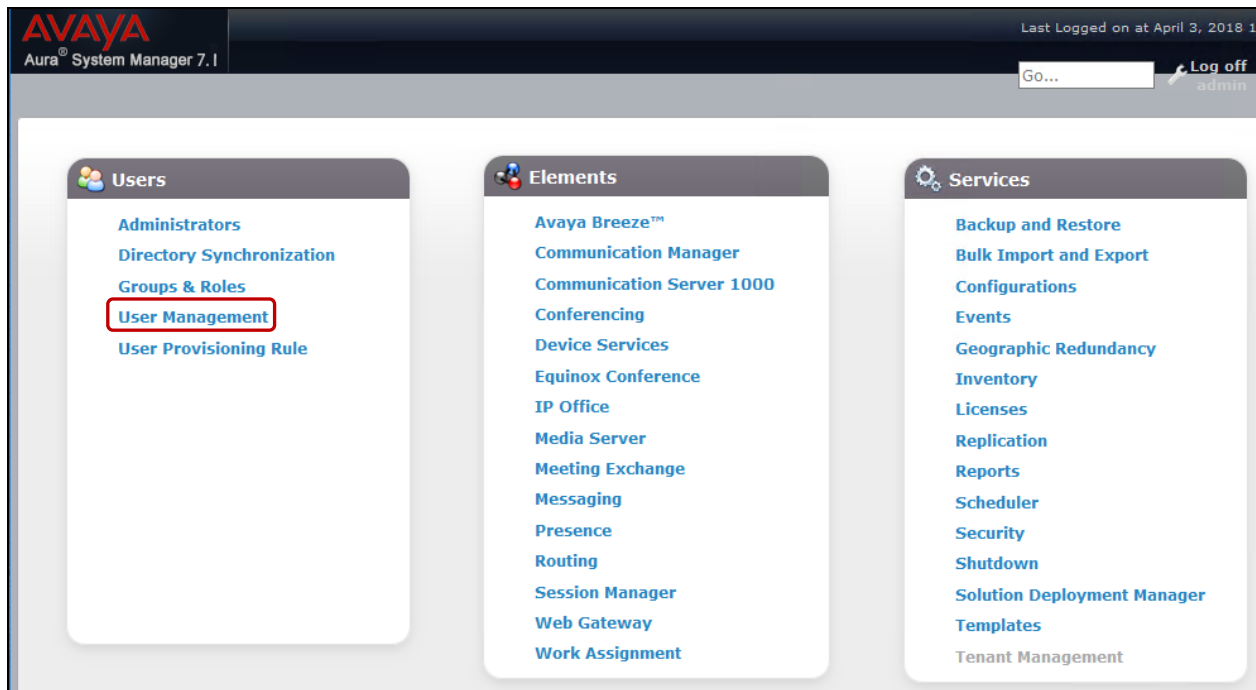 AVAYA
Aura® System Manager 7.1
Last Logged on at April 3, 2018 1
Go...
Log off
admin
Users
Administrators
Directory Synchronization
Groups & Roles
User Management
User Provisioning Rule
Elements
Avaya Breeze™
Communication Manager
Communication Server 1000
Conferencing
Device Services
Equinox Conference
IP Office
Media Server
Meeting Exchange
Messaging
Presence
Routing
Session Manager
Web Gateway
Work Assignment
Services
Backup and Restore
Bulk Import and Export
Configurations
Events
Geographic Redundancy
Inventory
Licenses
Replication
Reports
Scheduler
Security
Shutdown
Solution Deployment Manager
Templates
Tenant Management